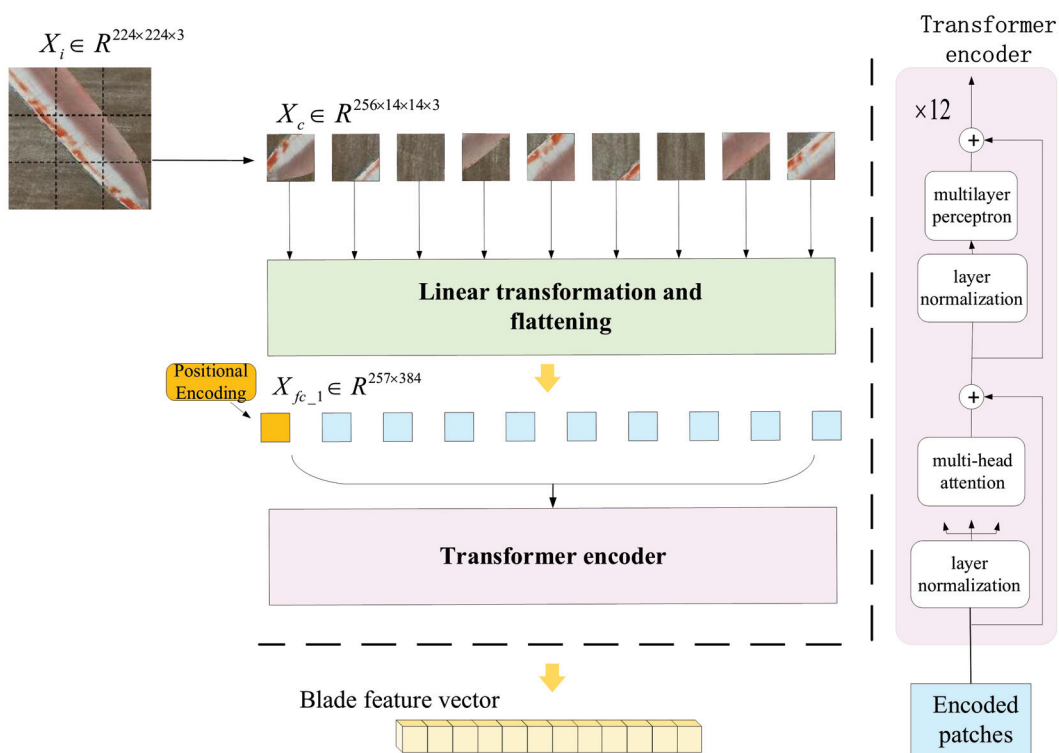 X_i ∈ R^{224×224×3}
X_c ∈ R^{256×14×14×3}
Linear transformation and
flattening
Positional
Encoding
X_{fc_1} ∈ R^{257×384}
Transformer encoder
Blade feature vector
Transformer
encoder
×12
+
multilayer
perceptron
layer
normalization
+
multi-head
attention
layer
normalization
Encoded
patches